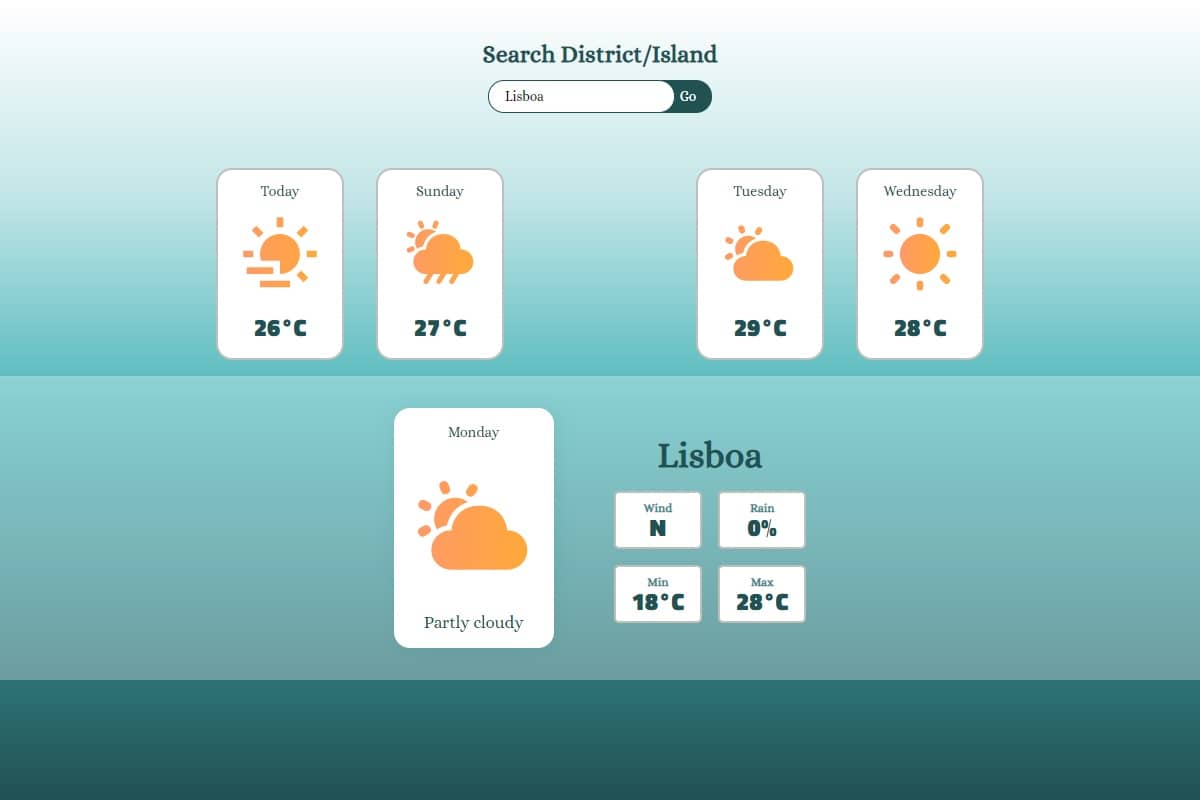 Search District/Island
Lisboa Go
Today
26°C
Sunday
27°C
Tuesday
29°C
Wednesday
28°C
Monday
Partly cloudy
Lisboa
Wind
N
Rain
0%
Min
18°C
Max
28°C